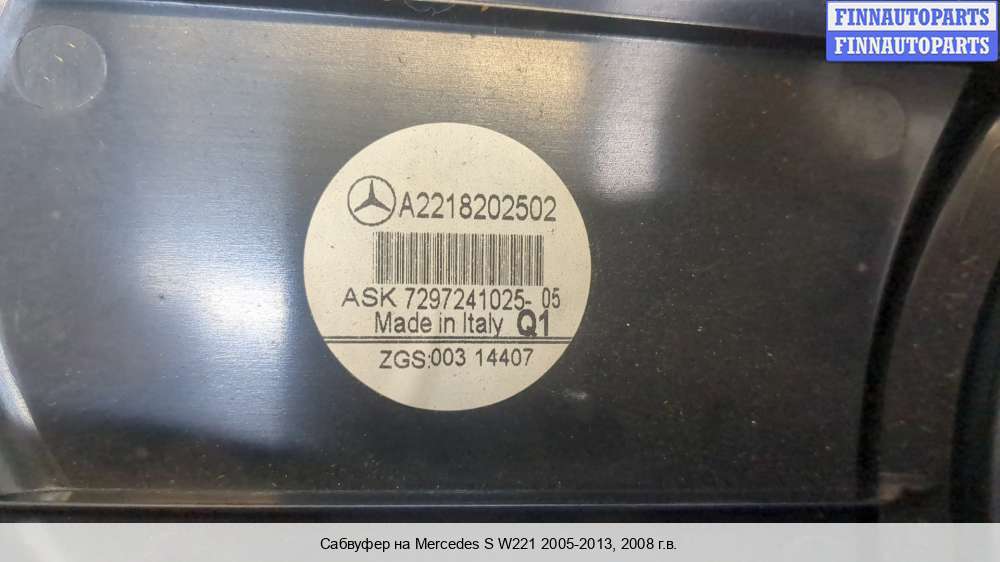 FINNAUTOPARTS
FINNAUTOPARTS
A2218202502
ASK 7297241025- 05
Made in Italy Q1
ZGS:003 14407
Сабвуфер на Mercedes S W221 2005-2013, 2008 г.в.